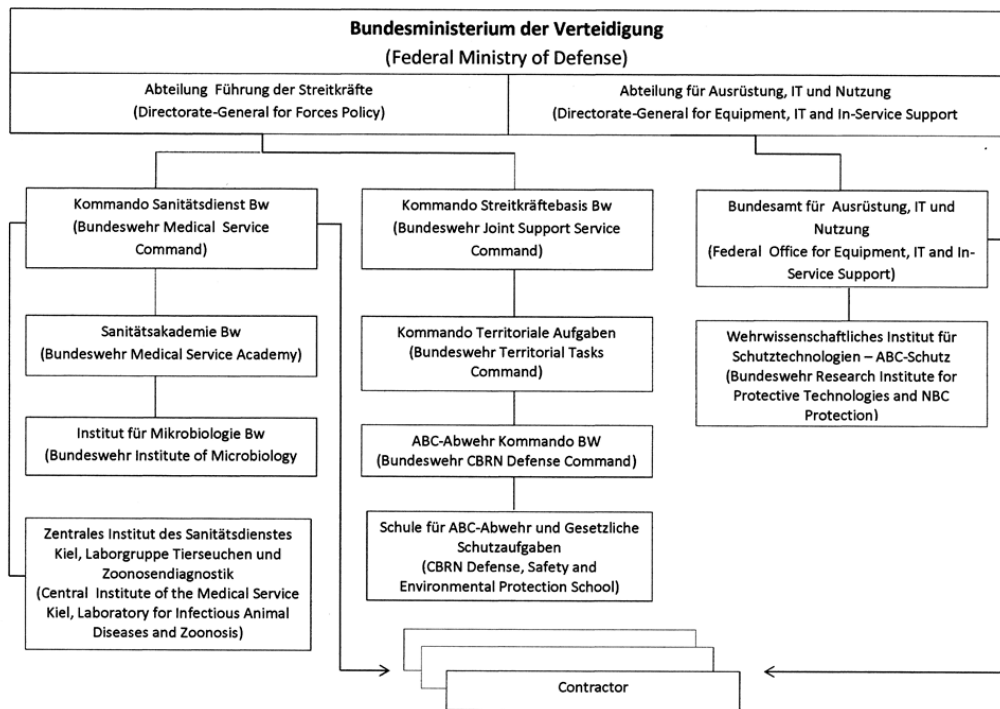 Bundesministerium der Verteidigung
(Federal Ministry of Defense)
Abteilung Führung der Streitkräfte
(Directorate-General for Forces Policy)
Abteilung für Ausrüstung, IT und Nutzung
(Directorate-General for Equipment, IT and In-Service Support
Kommando Sanitätsdienst Bw
(Bundeswehr Medical Service
Command)
Kommando Streitkräftebasis Bw
(Bundeswehr Joint Support Service
Command)
Bundesamt für Ausrüstung, IT und
Nutzung
(Federal Office for Equipment, IT and In-
Service Support)
Sanitätsakademie Bw
(Bundeswehr Medical Service Academy)
Kommando Territoriale Aufgaben
(Bundeswehr Territorial Tasks
Command)
Wehrwissenschaftliches Institut für
Schutztechnologien – ABC-Schutz
(Bundeswehr Research Institute for
Protective Technologies and NBC
Protection)
Institut für Mikrobiologie Bw
(Bundeswehr Institute of Microbiology
ABC-Abwehr Kommando BW
(Bundeswehr CBRN Defense Command)
Zentrales Institut des Sanitätsdienstes
Kiel, Laborgruppe Tierseuchen und
Zoonosendiagnostik
(Central Institute of the Medical Service
Kiel, Laboratory for Infectious Animal
Diseases and Zoonosis)
Schule für ABC-Abwehr und Gesetzliche
Schutzaufgaben
(CBRN Defense, Safety and
Environmental Protection School)
Contractor